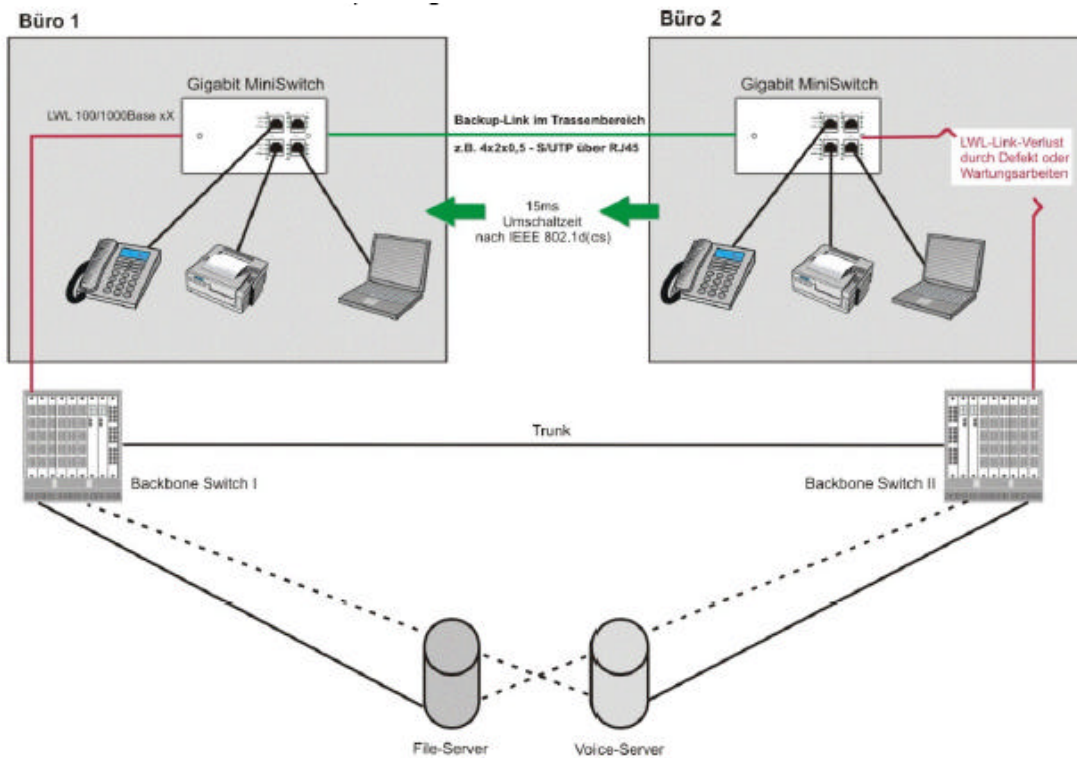 Büro 1
Büro 2
Gigabit MiniSwitch
Gigabit MiniSwitch
LWL 100/1000Base xX
Backup-Link im Trassenbereich
z.B. 4x2x0,5 - S/UTP über RJ45
LWL-Link-Verlust
durch Defekt oder
Wartungsarbeiten
15ms
Umschaltzeit
nach IEEE 802.1d(cs)
Trunk
Backbone Switch I
Backbone Switch II
File-Server
Voice-Server